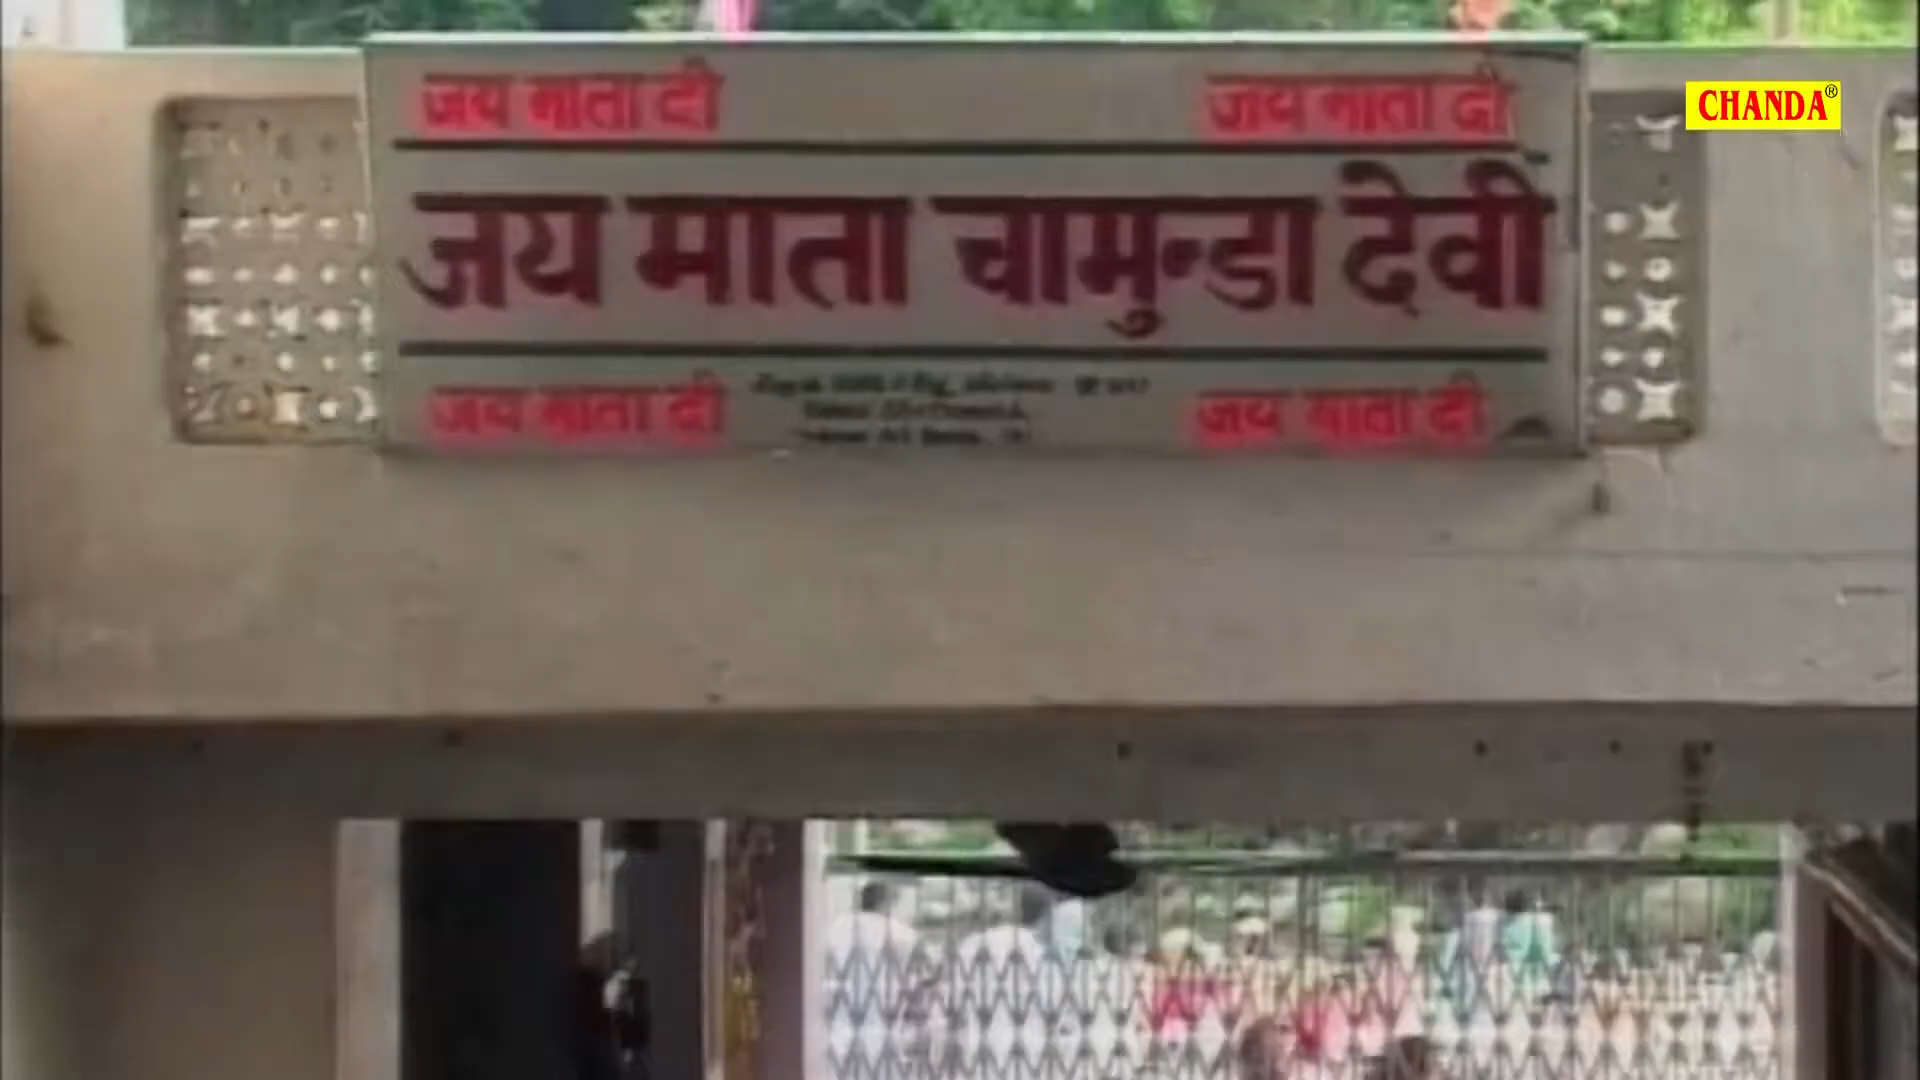 जय माता दी जय माता दी
CHANDA®
जय माता चामुन्डा देवी
जय माता दी जय माता दी